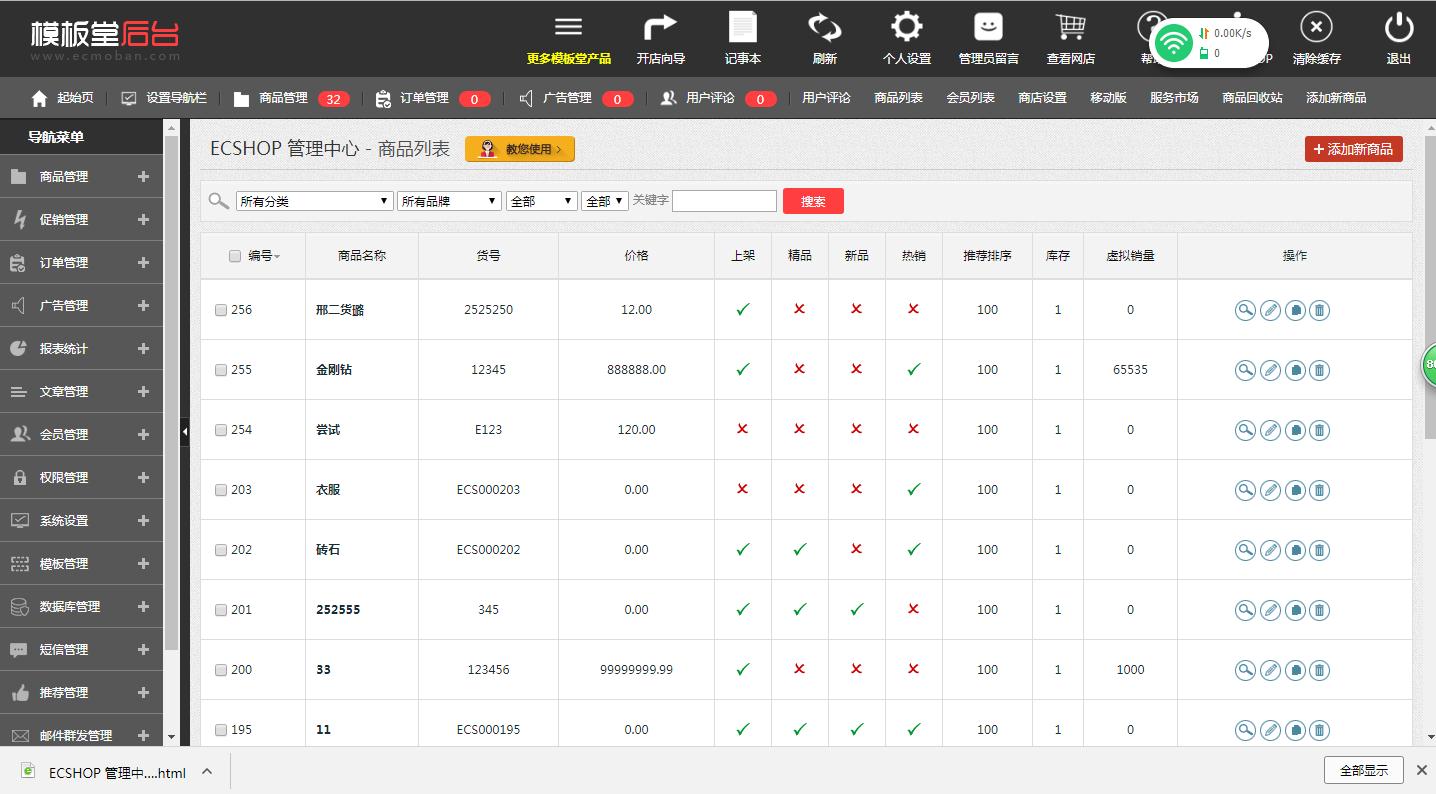 模板堂后台
www.ecmoban.com
更多模板堂产品 开店向导 记事本 刷新 个人设置 管理员留言 查看网店 清除缓存 退出
0.00K/s
0
起始页 设置导航栏 商品管理 32 订单管理 0 广告管理 0 用户评论 0 用户评论 商品列表 会员列表 商店设置 移动版 服务市场 商品回收站 添加新商品
导航菜单
商品管理
促销管理
订单管理
广告管理
报表统计
文章管理
会员管理
权限管理
系统设置
模板管理
数据库管理
短信管理
推荐管理
邮件群发管理
ECSHOP 管理中心 - 商品列表 教您使用 > + 添加新商品
所有分类 所有品牌 全部 全部 关键字 搜索
编号 商品名称 货号 价格 上架 精品 新品 热销 推荐排序 库存 虚拟销量 操作
256 邢二货璐 2525250 12.00 100 1 0
255 金刚钻 12345 888888.00 100 1 65535
254 尝试 E123 120.00 100 1 0
203 衣服 ECS000203 0.00 100 1 0
202 砖石 ECS000202 0.00 100 1 0
201 252555 345 0.00 100 1 0
200 33 123456 99999999.99 100 1 1000
195 11 ECS000195 0.00 100 1 0
ECSHOP 管理中....html 全部显示